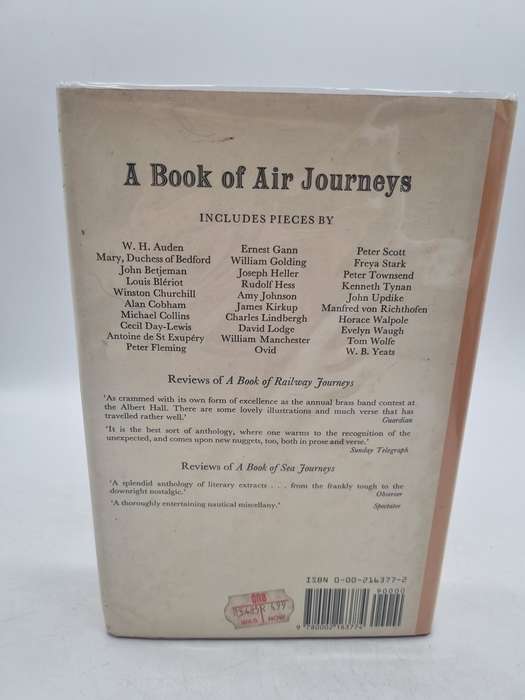 A Book of Air Journeys
INCLUDES PIECES BY
W. H. Auden
Mary, Duchess of Bedford
John Betjeman
Louis Blériot
Winston Churchill
Alan Cobham
Michael Collins
Cecil Day-Lewis
Antoine de St Exupéry
Peter Fleming
Ernest Gann
William Golding
Joseph Heller
Rudolf Hess
Amy Johnson
James Kirkup
Charles Lindbergh
David Lodge
William Manchester
Ovid
Peter Scott
Freya Stark
Peter Townsend
Kenneth Tynan
John Updike
Manfred von Richthofen
Horace Walpole
Evelyn Waugh
Tom Wolfe
W. B. Yeats
Reviews of A Book of Railway Journeys
'As crammed with its own form of excellence as the annual brass band contest at
the Albert Hall. There are some lovely illustrations and much verse that has
travelled rather well.'
Guardian
'It is the best sort of anthology, where one warms to the recognition of the
unexpected, and comes upon new nuggets, too, both in prose and verse.'
Sunday Telegraph
Reviews of A Book of Sea Journeys
'A splendid anthology of literary extracts . . . from the frankly tough to the
downright nostalgic.'
Observer
'A thoroughly entertaining nautical miscellany.'
Spectator
ISBN 0-00-216377-2
90000
9 780002 163774
4.99
WAS NOW